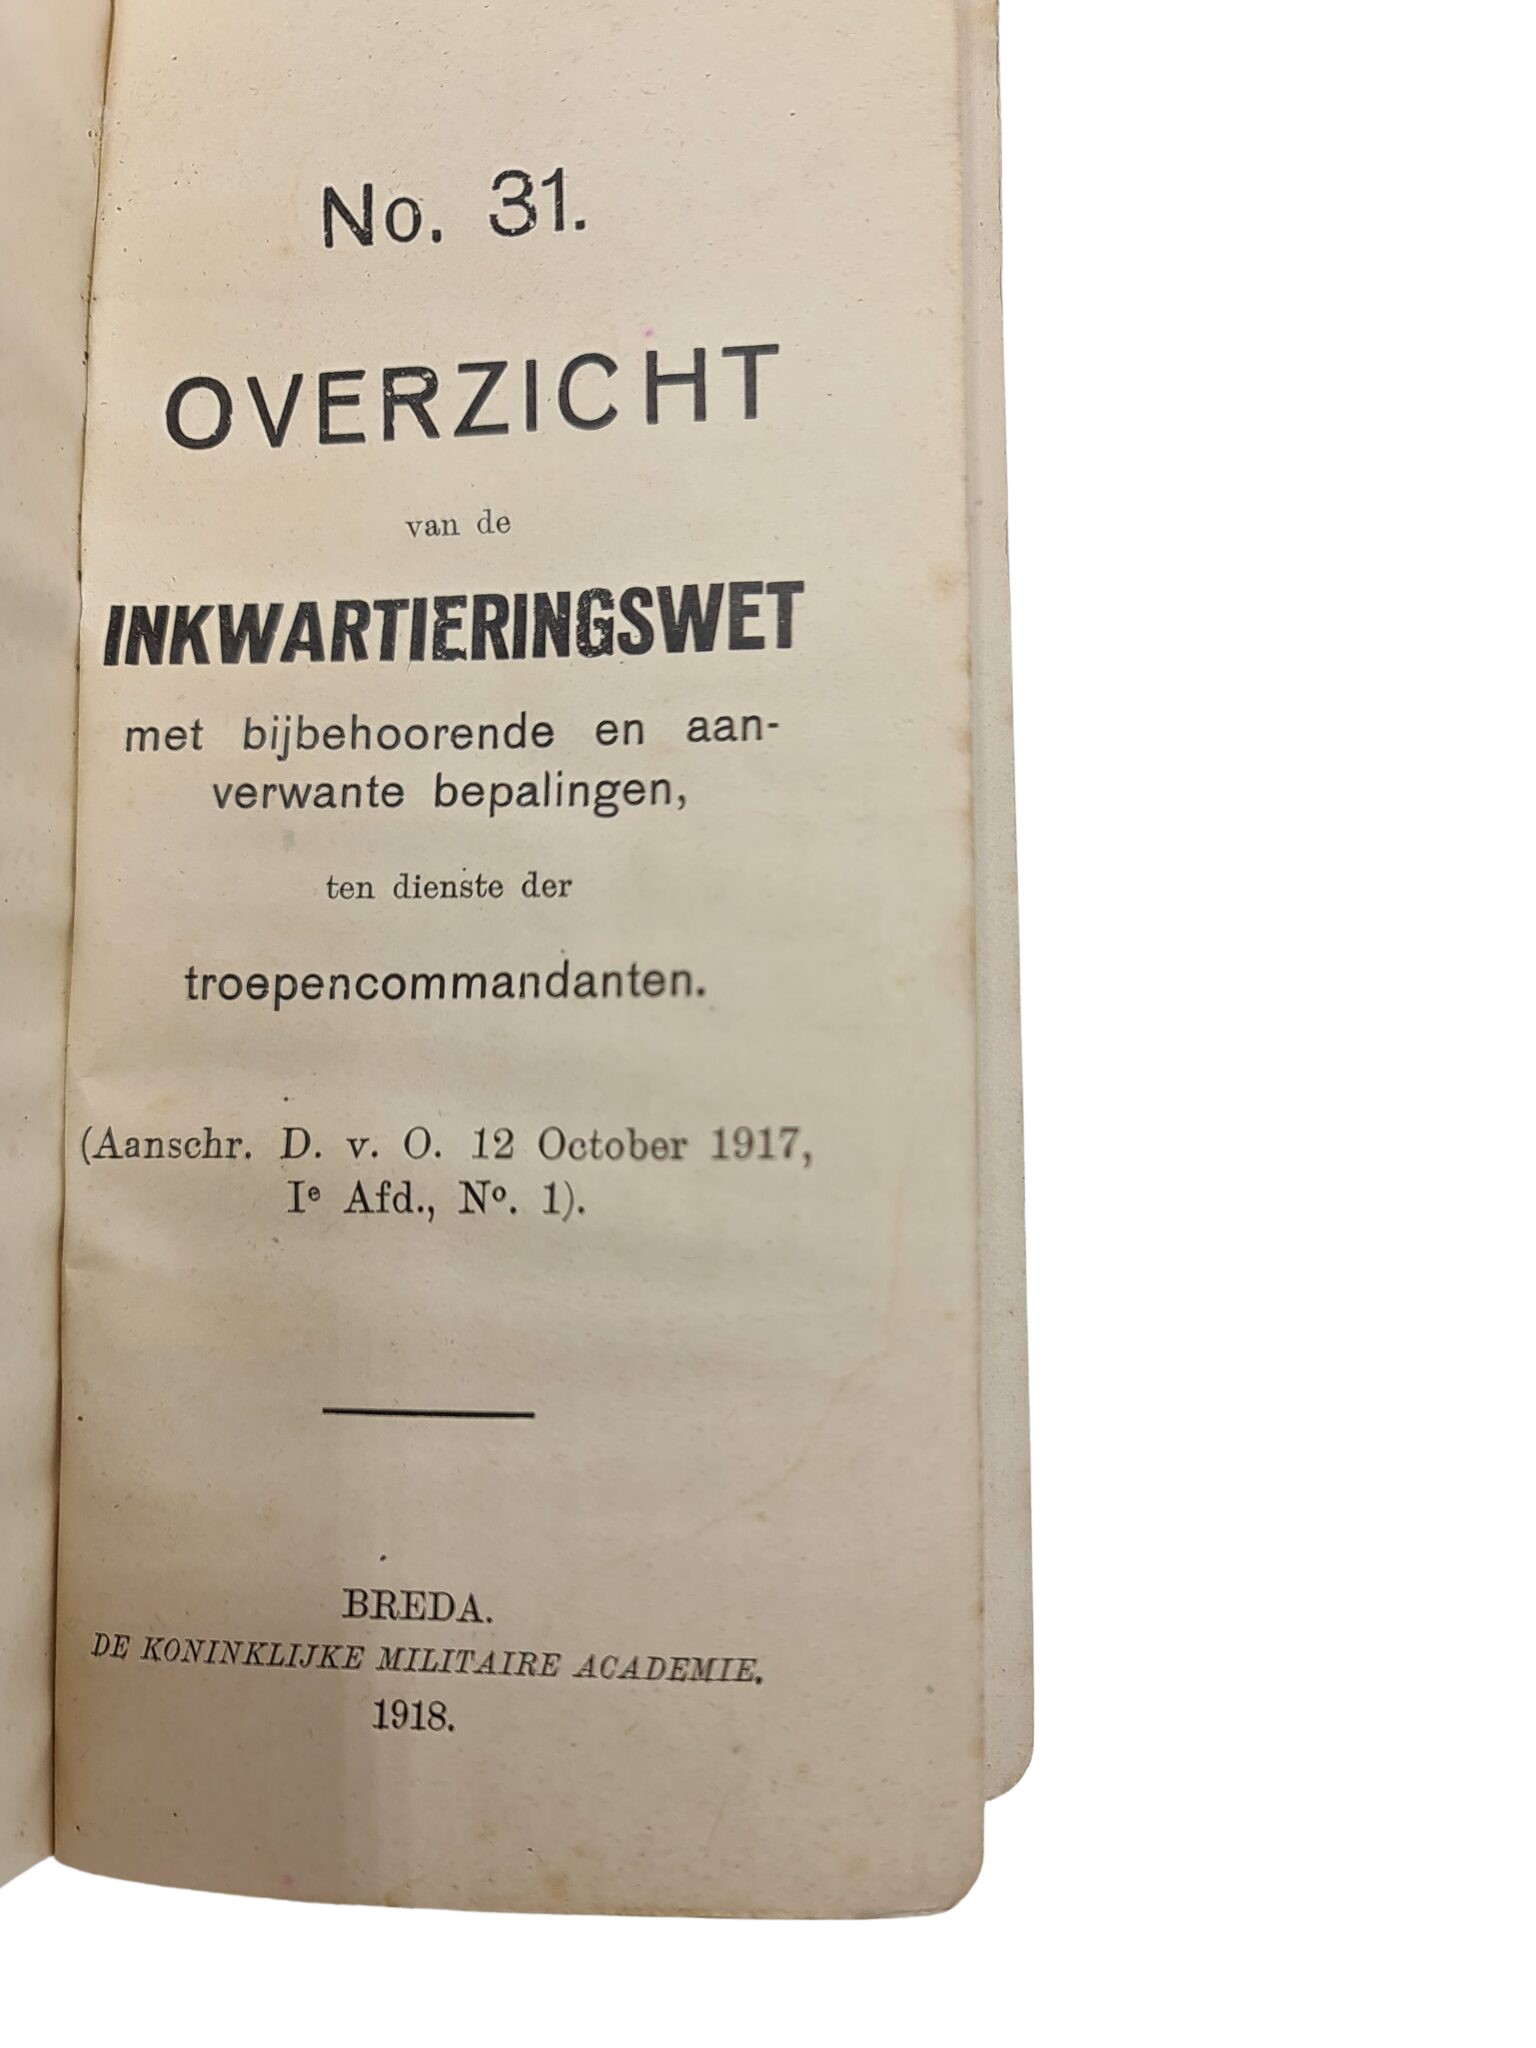 No. 31.
OVERZICHT
van de
INKWARTIERINGSWET
met bijbehoorende en aan-
verwante bepalingen,
ten dienste der
troepencommandanten.
(Aanschr. D. v. O. 12 October 1917,
Iᵉ Afd., Nº. 1).
BREDA.
DE KONINKLIJKE MILITAIRE ACADEMIE.
1918.